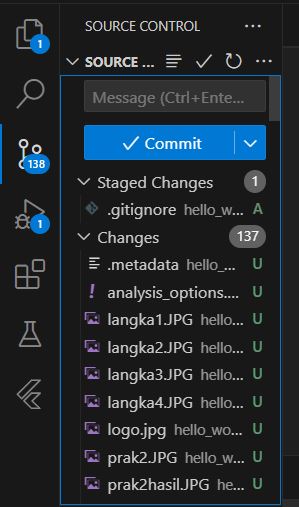 SOURCE CONTROL
SOURCE ...
1
Message (Ctrl+Ente...
Commit
138
Staged Changes 1
.gitignore hello_w... A
1
Changes 137
.metadata hello_... U
! analysis_options.... U
langka1.JPG hello... U
langka2.JPG hello... U
langka3.JPG hello... U
langka4.JPG hello... U
logo.jpg hello_wo... U
prak2.JPG hello_w... U
prak2hasil.JPG he... U